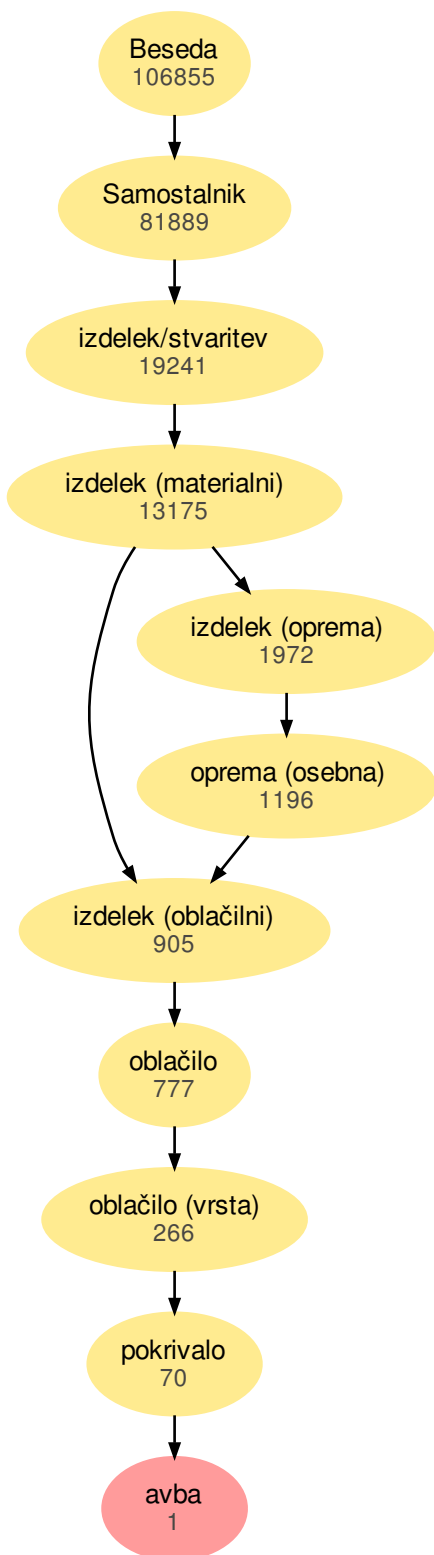 Beseda
106855
Samostalnik
81889
izdelek/stvaritev
19241
izdelek (materialni)
13175
izdelek (oprema)
1972
oprema (osebna)
1196
izdelek (oblačilni)
905
oblačilo
777
oblačilo (vrsta)
266
pokrivalo
70
avba
1